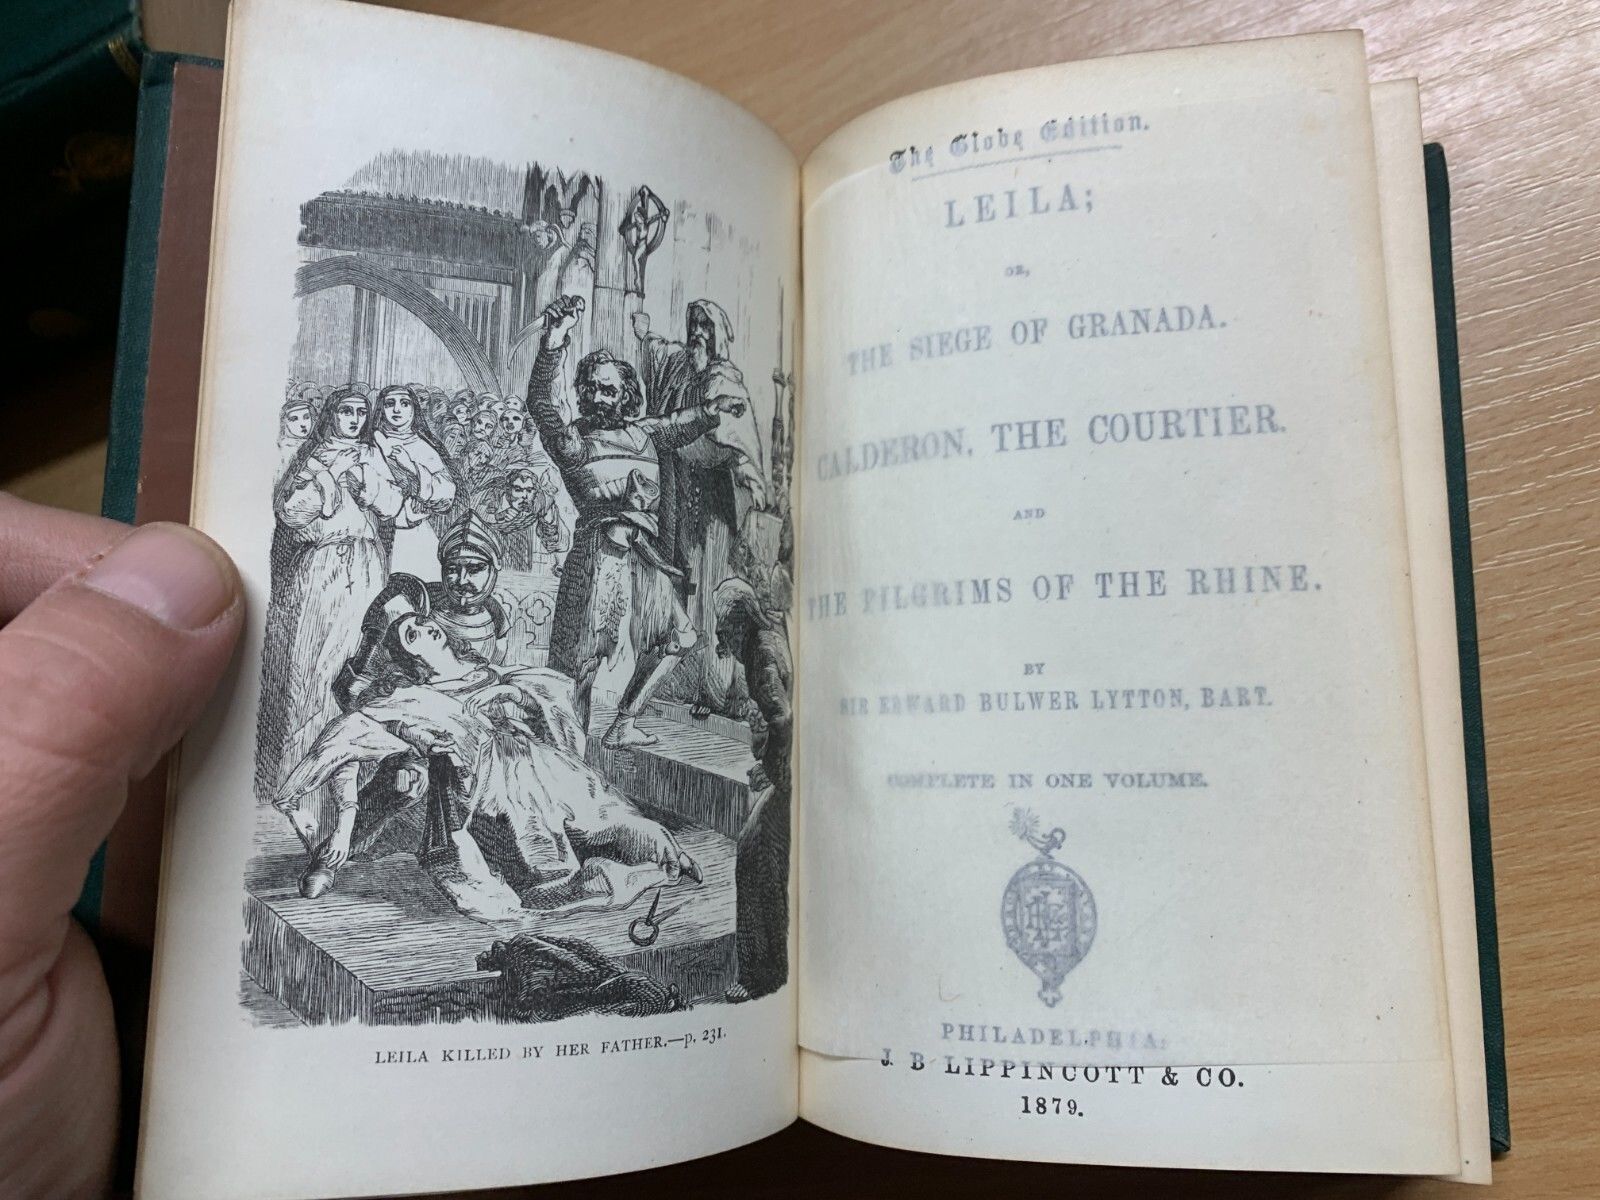 LEILA KILLED BY HER FATHER.—p. 231.
The Globe Edition.
LEILA;
OR,
THE SIEGE OF GRANADA.
CALDERON, THE COURTIER.
AND
THE PILGRIMS OF THE RHINE.
BY
SIR EDWARD BULWER LYTTON, BART.
COMPLETE IN ONE VOLUME.
PHILADELPHIA:
J. B LIPPINCOTT & CO.
1879.